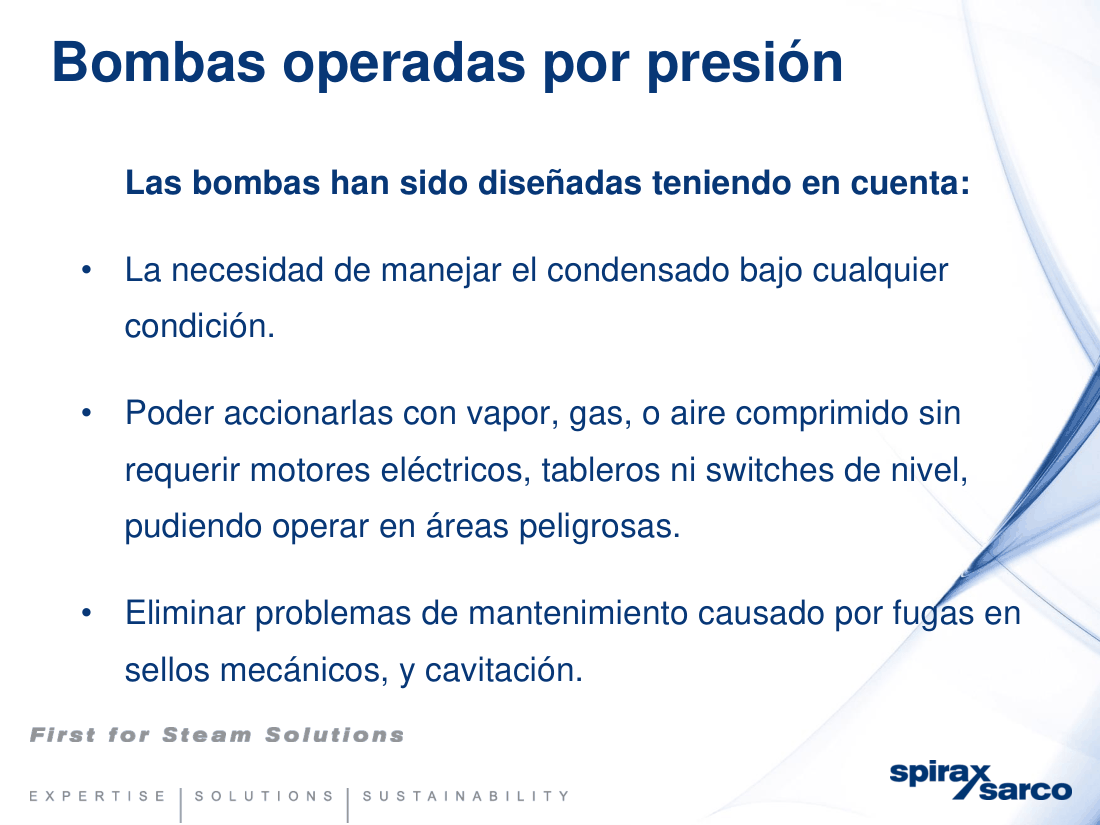 Bombas operadas por presión
Las bombas han sido diseñadas teniendo en cuenta:
• La necesidad de manejar el condensado bajo cualquier
condición.
• Poder accionarlas con vapor, gas, o aire comprimido sin
requerir motores eléctricos, tableros ni switches de nivel,
pudiendo operar en áreas peligrosas.
• Eliminar problemas de mantenimiento causado por fugas en
sellos mecánicos, y cavitación.
First for Steam Solutions
EXPERTISE SOLUTIONS SUSTAINABILITY
spirax
sarco